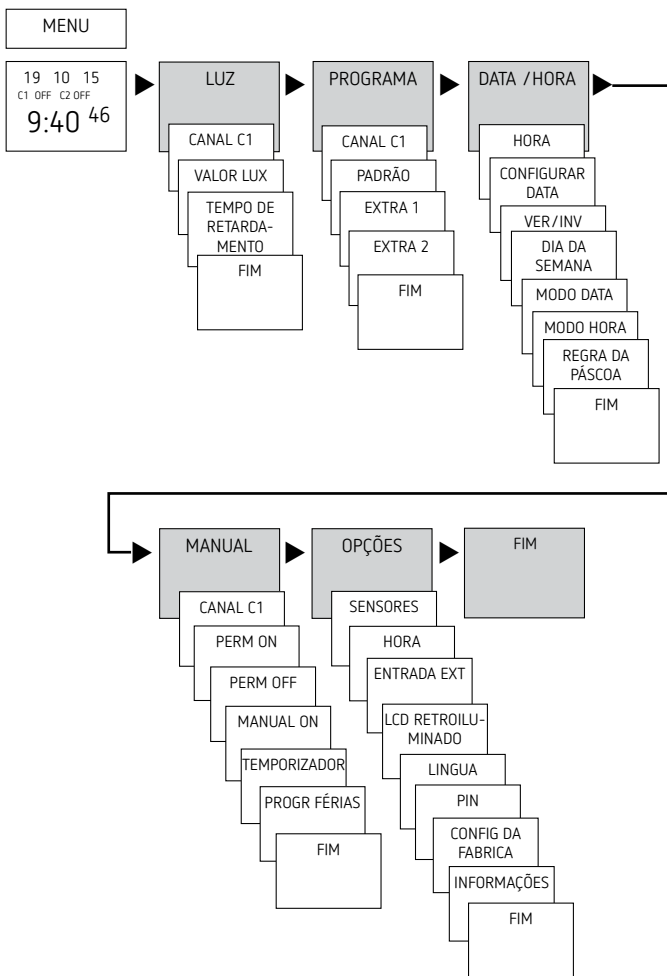 MENU
19 10 15
C1 OFF C2 OFF
9:40 46
LUZ
CANAL C1
VALOR LUX
TEMPO DE
RETARDA-
MENTO
FIM
PROGRAMA
CANAL C1
PADRÃO
EXTRA 1
EXTRA 2
FIM
DATA /HORA
HORA
CONFIGURAR
DATA
VER/INV
DIA DA
SEMANA
MODO DATA
MODO HORA
REGRA DA
PÁSCOA
FIM
MANUAL
CANAL C1
PERM ON
PERM OFF
MANUAL ON
TEMPORIZADOR
PROGR FÉRIAS
FIM
OPÇÕES
SENSORES
HORA
ENTRADA EXT
LCD RETROILU-
MINADO
LINGUA
PIN
CONFIG DA
FABRICA
INFORMAÇÕES
FIM
FIM